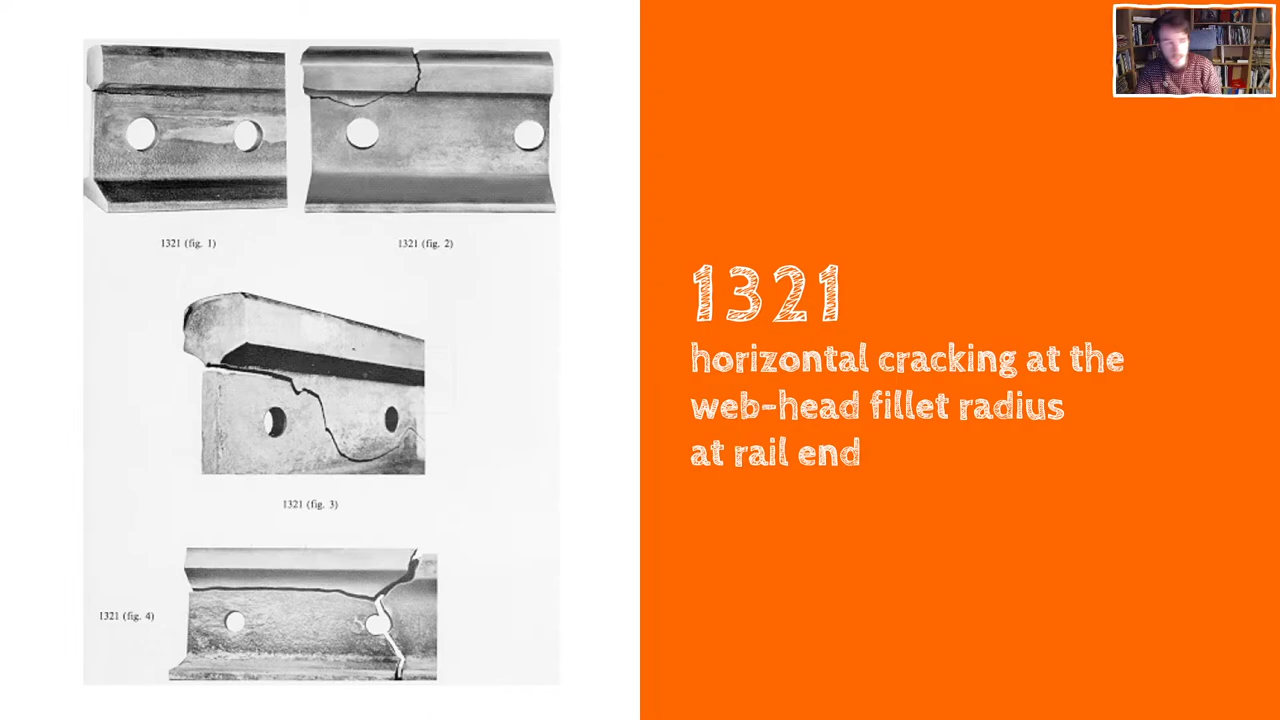 1321 (fig. 1)
1321 (fig. 2)
1321 (fig. 3)
1321 (fig. 4)
1321
horizontal cracking at the
web-head fillet radius
at rail end